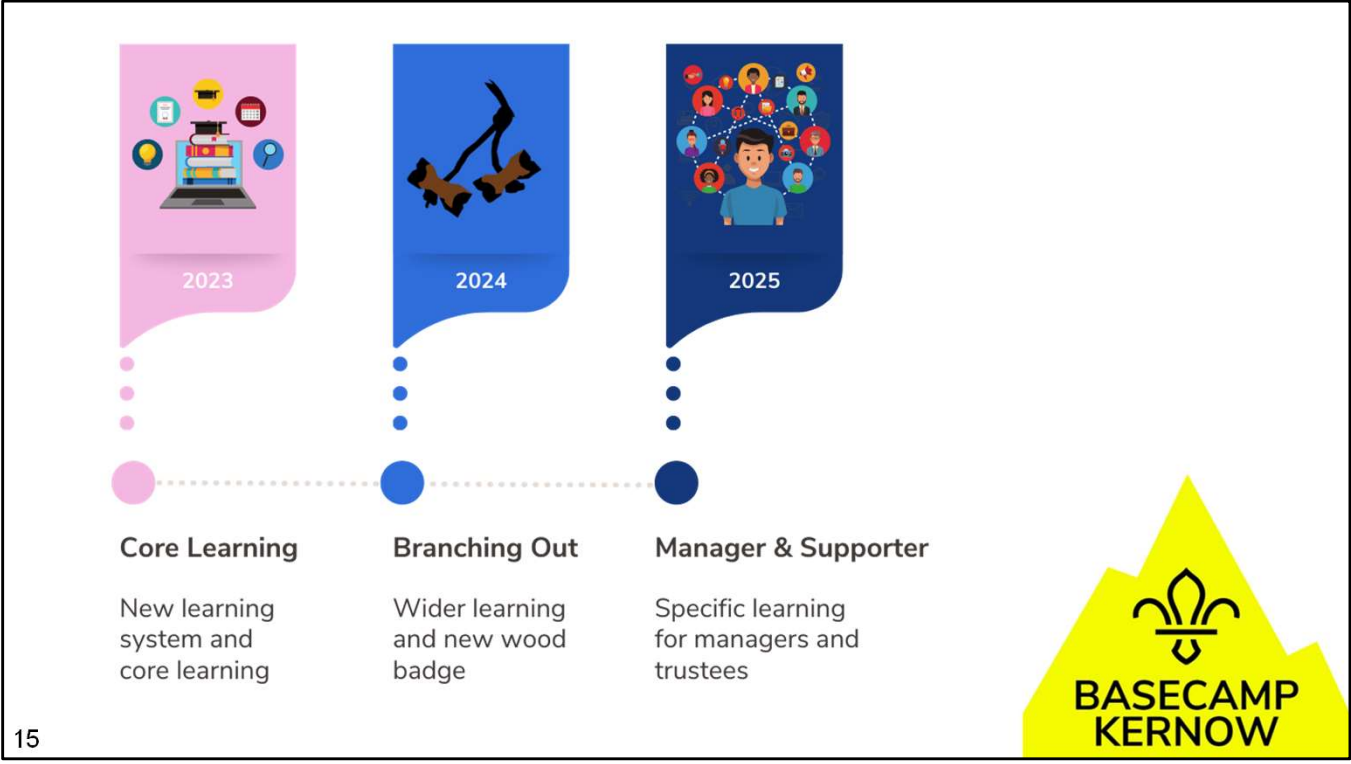 2023
2024
2025
Core Learning
New learning
system and
core learning
Branching Out
Wider learning
and new wood
badge
Manager & Supporter
Specific learning
for managers and
trustees
BASECAMP
KERNOW
15